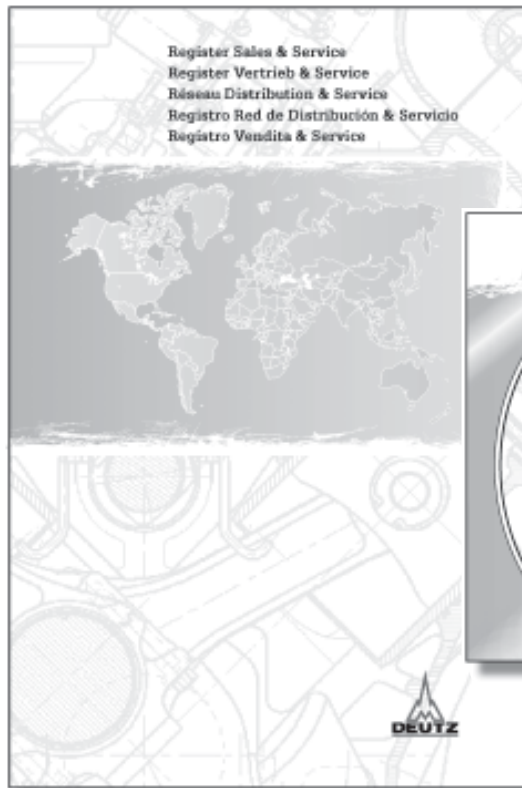 Register Sales & Service
Register Vertrieb & Service
Réseau Distribution & Service
Registro Red de Distribución & Servicio
Registro Vendita & Service
DEUTZ